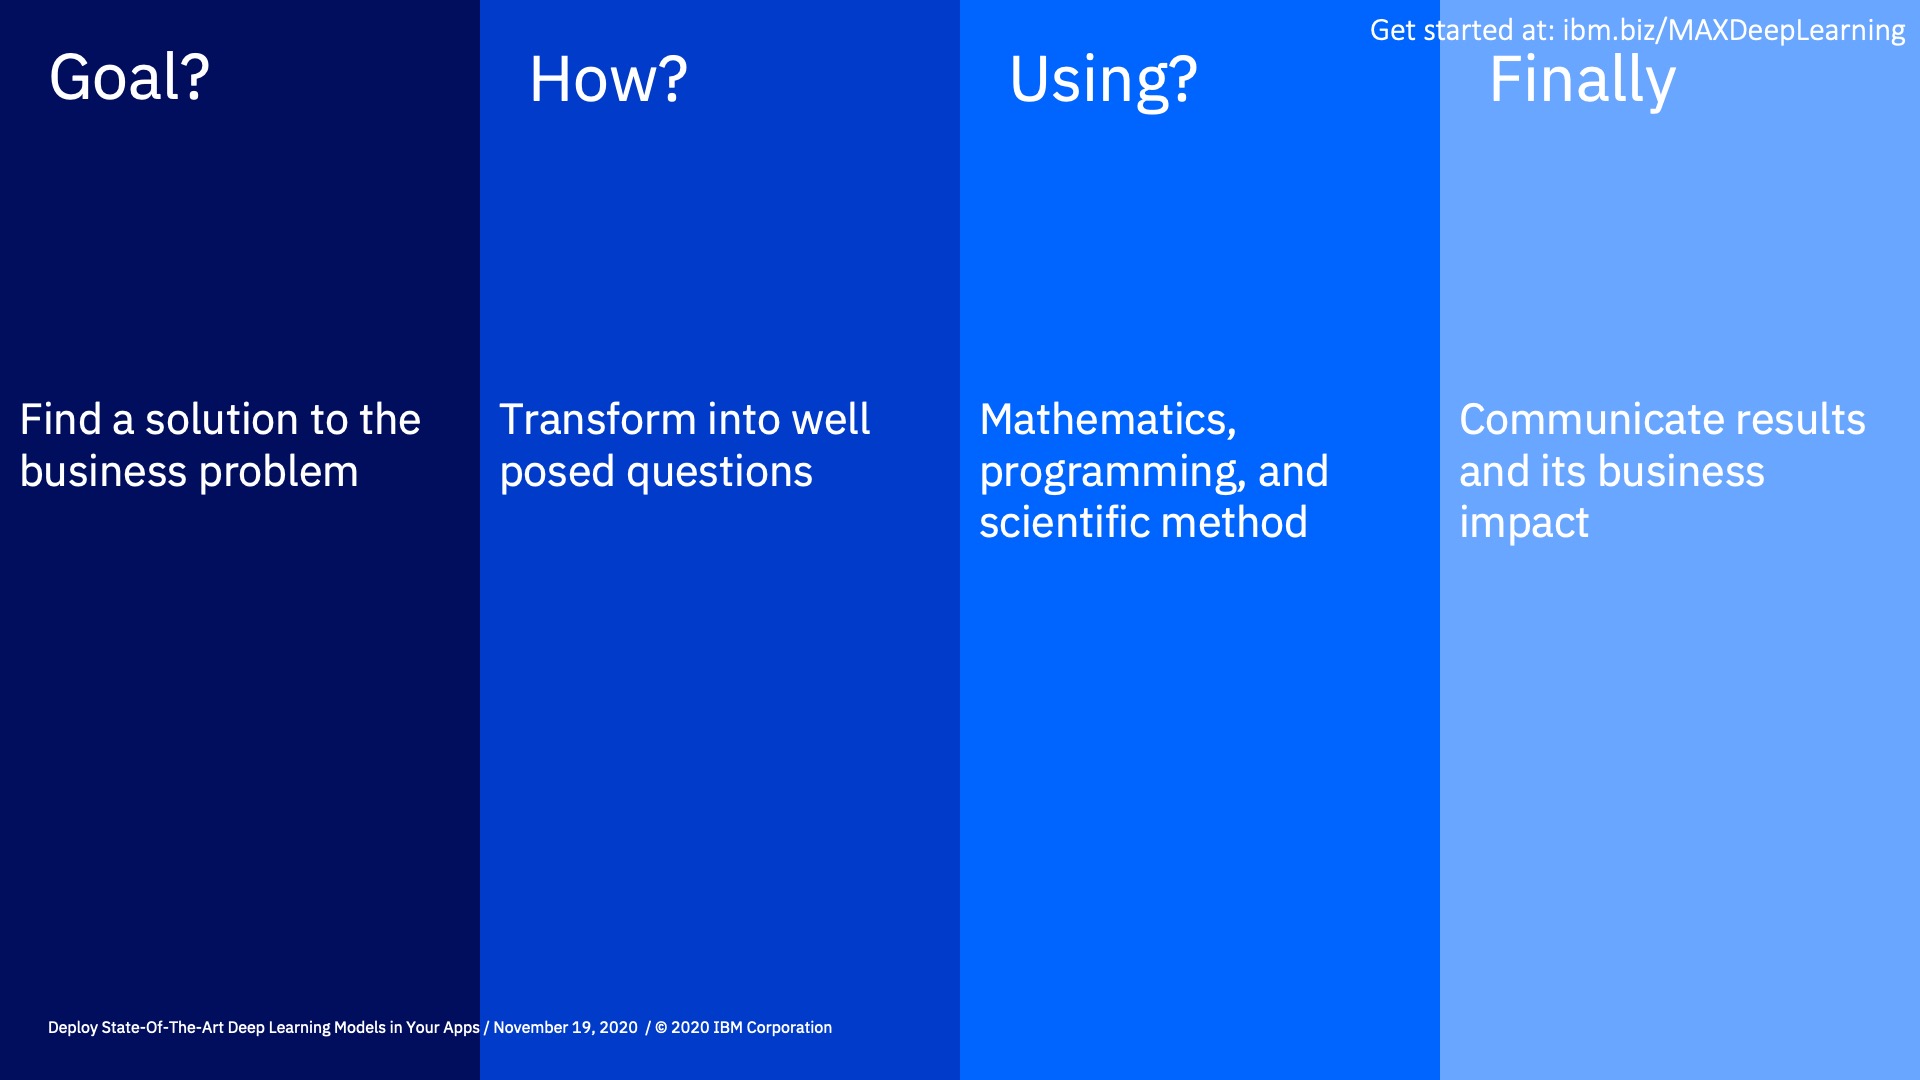 Get started at: ibm.biz/MAXDeepLearning
Goal?
Find a solution to the
business problem
How?
Transform into well
posed questions
Using?
Mathematics,
programming, and
scientific method
Finally
Communicate results
and its business
impact
Deploy State-Of-The-Art Deep Learning Models in Your Apps / November 19, 2020 / © 2020 IBM Corporation